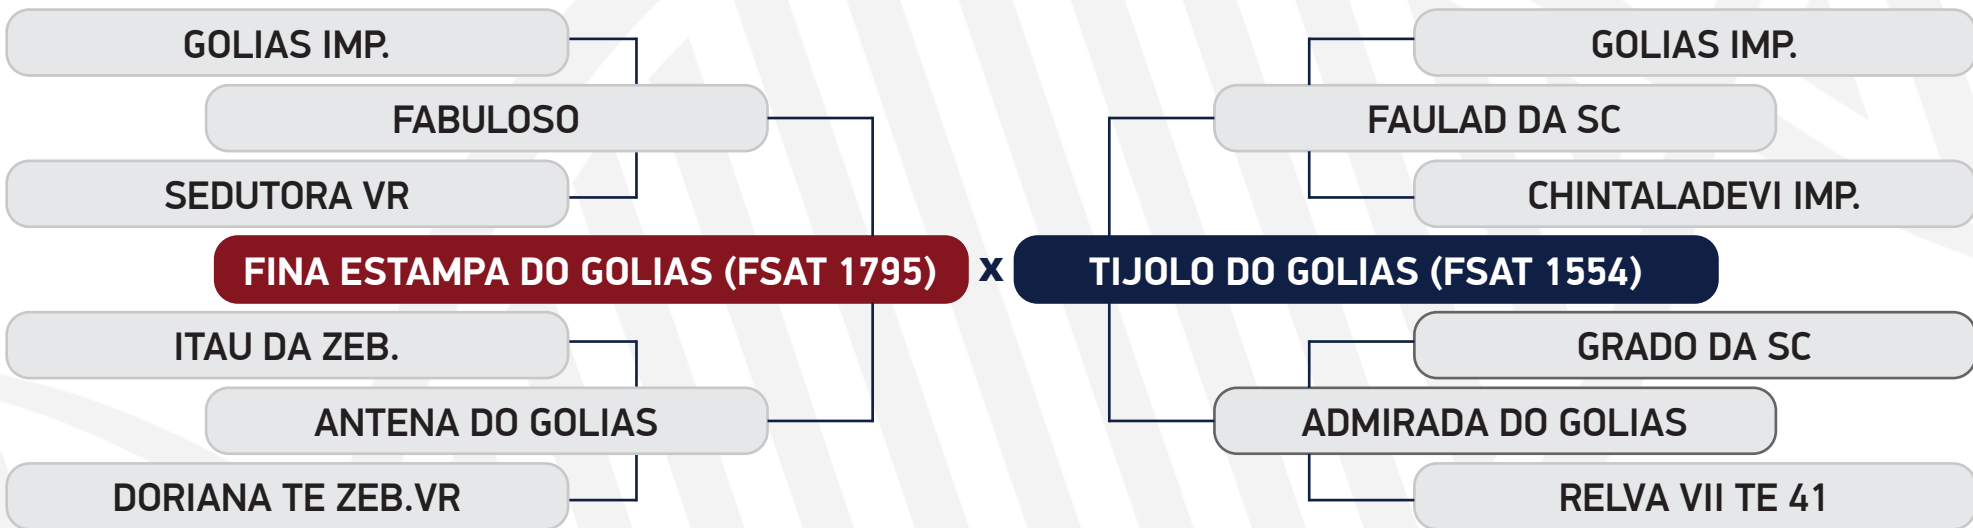 GOLIAS IMP.
GOLIAS IMP.
FABULOSO
FAULAD DA SC
SEDUTORA VR
CHINTALADEVI IMP.
FINA ESTAMPA DO GOLIAS (FSAT 1795) x TIJOLO DO GOLIAS (FSAT 1554)
ITAU DA ZEB.
GRADO DA SC
ANTENA DO GOLIAS
ADMIRADA DO GOLIAS
DORIANA TE ZEB.VR
RELVA VII TE 41